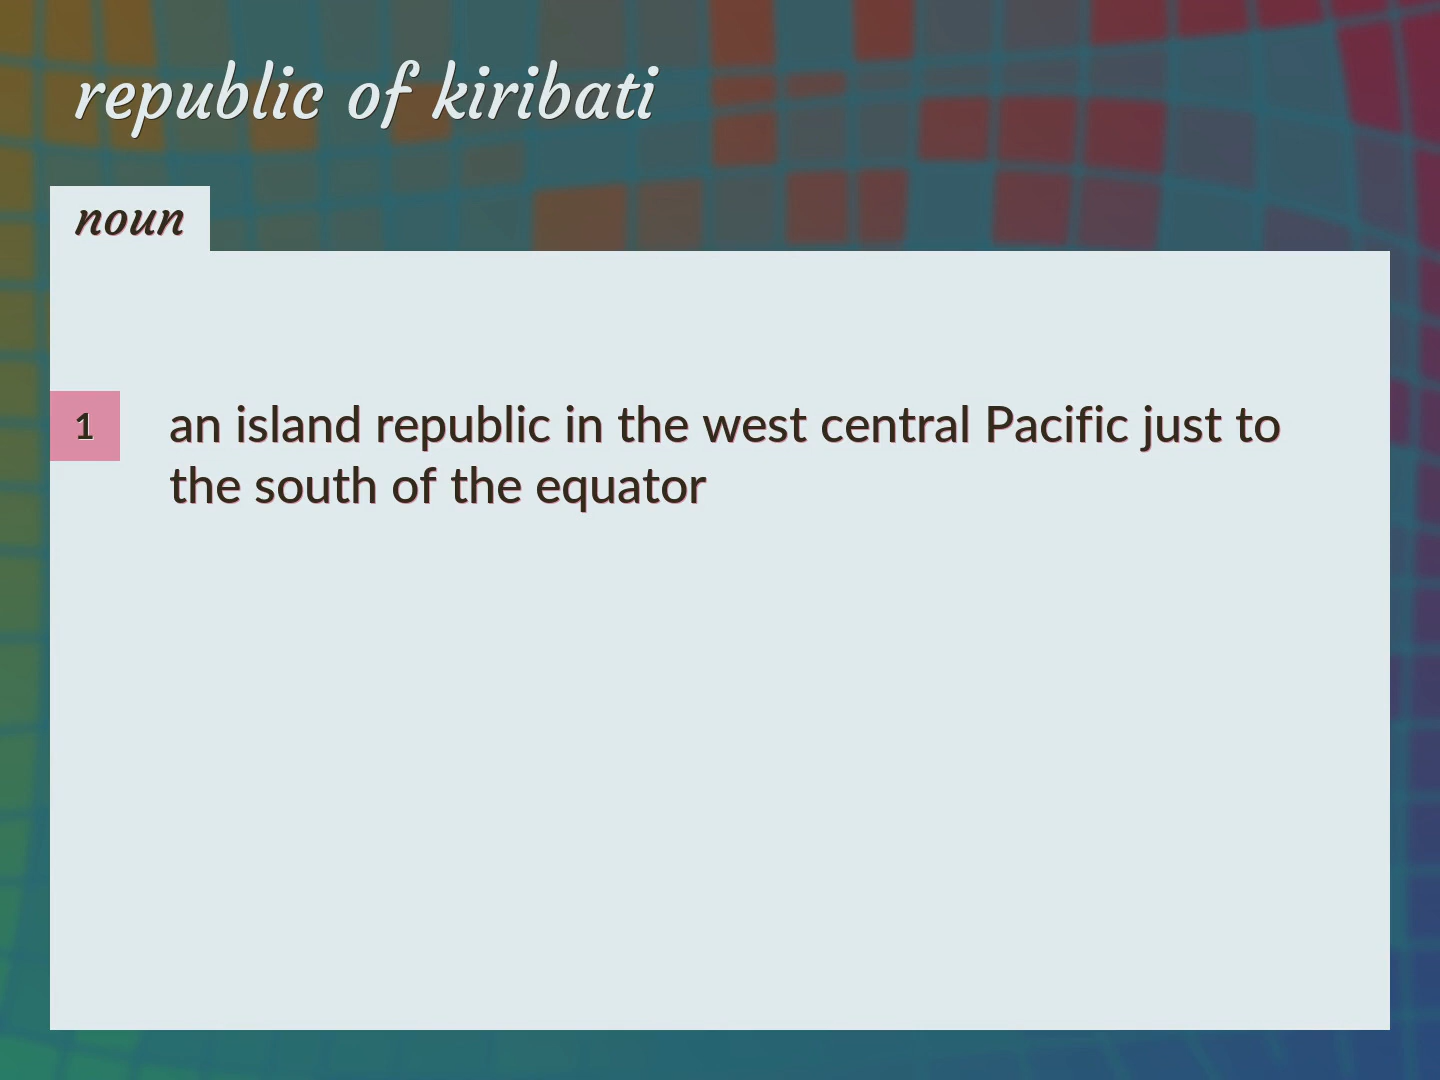 republic of kiribati
noun
1
an island republic in the west central Pacific just to
the south of the equator